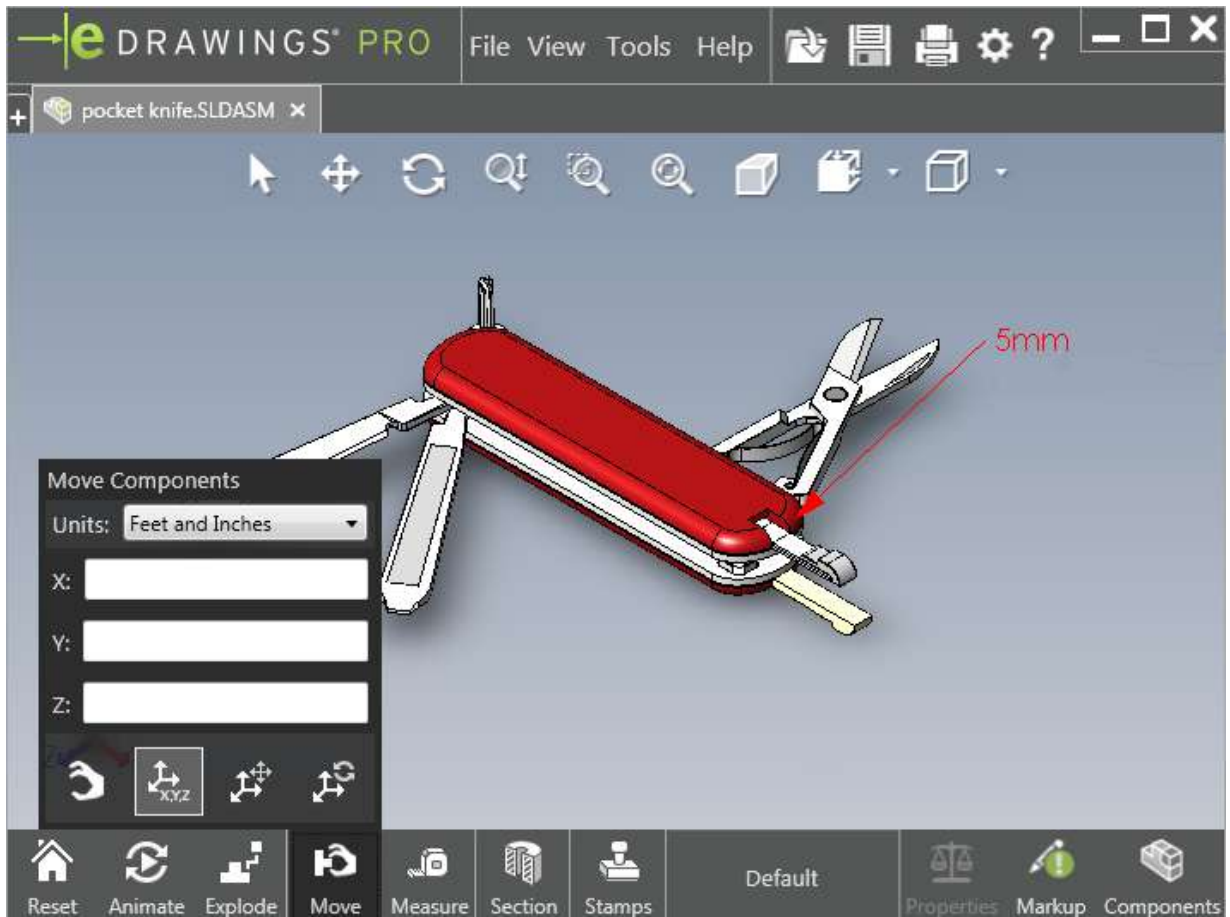 e DRAWINGS® PRO File View Tools Help ?
+ pocket knife.SLDASM ×
5mm
Move Components
Units: Feet and Inches
X:
Y:
Z:
X,Y,Z
Reset Animate Explode Move Measure Section Stamps Default Properties Markup Components